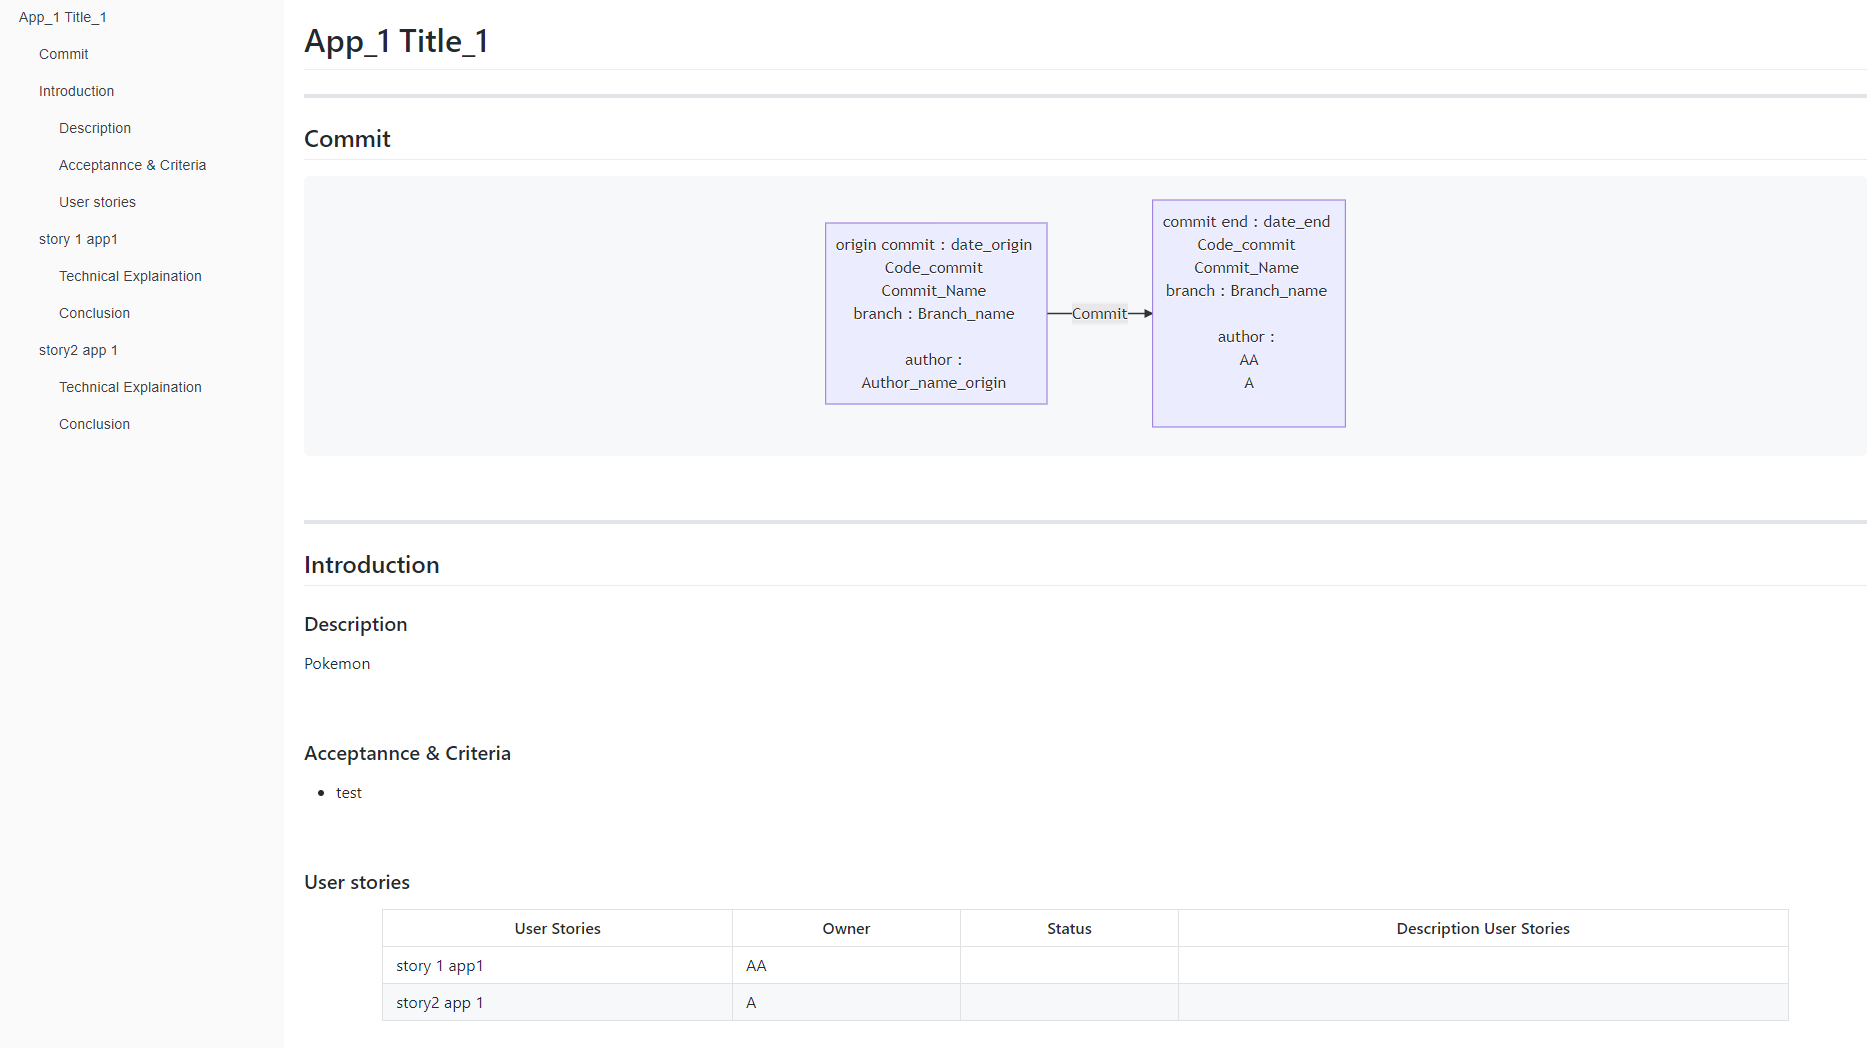 App_1 Title_1
Commit
Introduction
Description
Acceptannce & Criteria
User stories
story 1 app1
Technical Explaination
Conclusion
story2 app 1
Technical Explaination
Conclusion
App_1 Title_1
Commit
origin commit : date_origin
Code_commit
Commit_Name
branch : Branch_name
author :
Author_name_origin
Commit
commit end : date_end
Code_commit
Commit_Name
branch : Branch_name
author :
AA
A
Introduction
Description
Pokemon
Acceptannce & Criteria
• test
User stories
User Stories Owner Status Description User Stories
story 1 app1 AA
story2 app 1 A